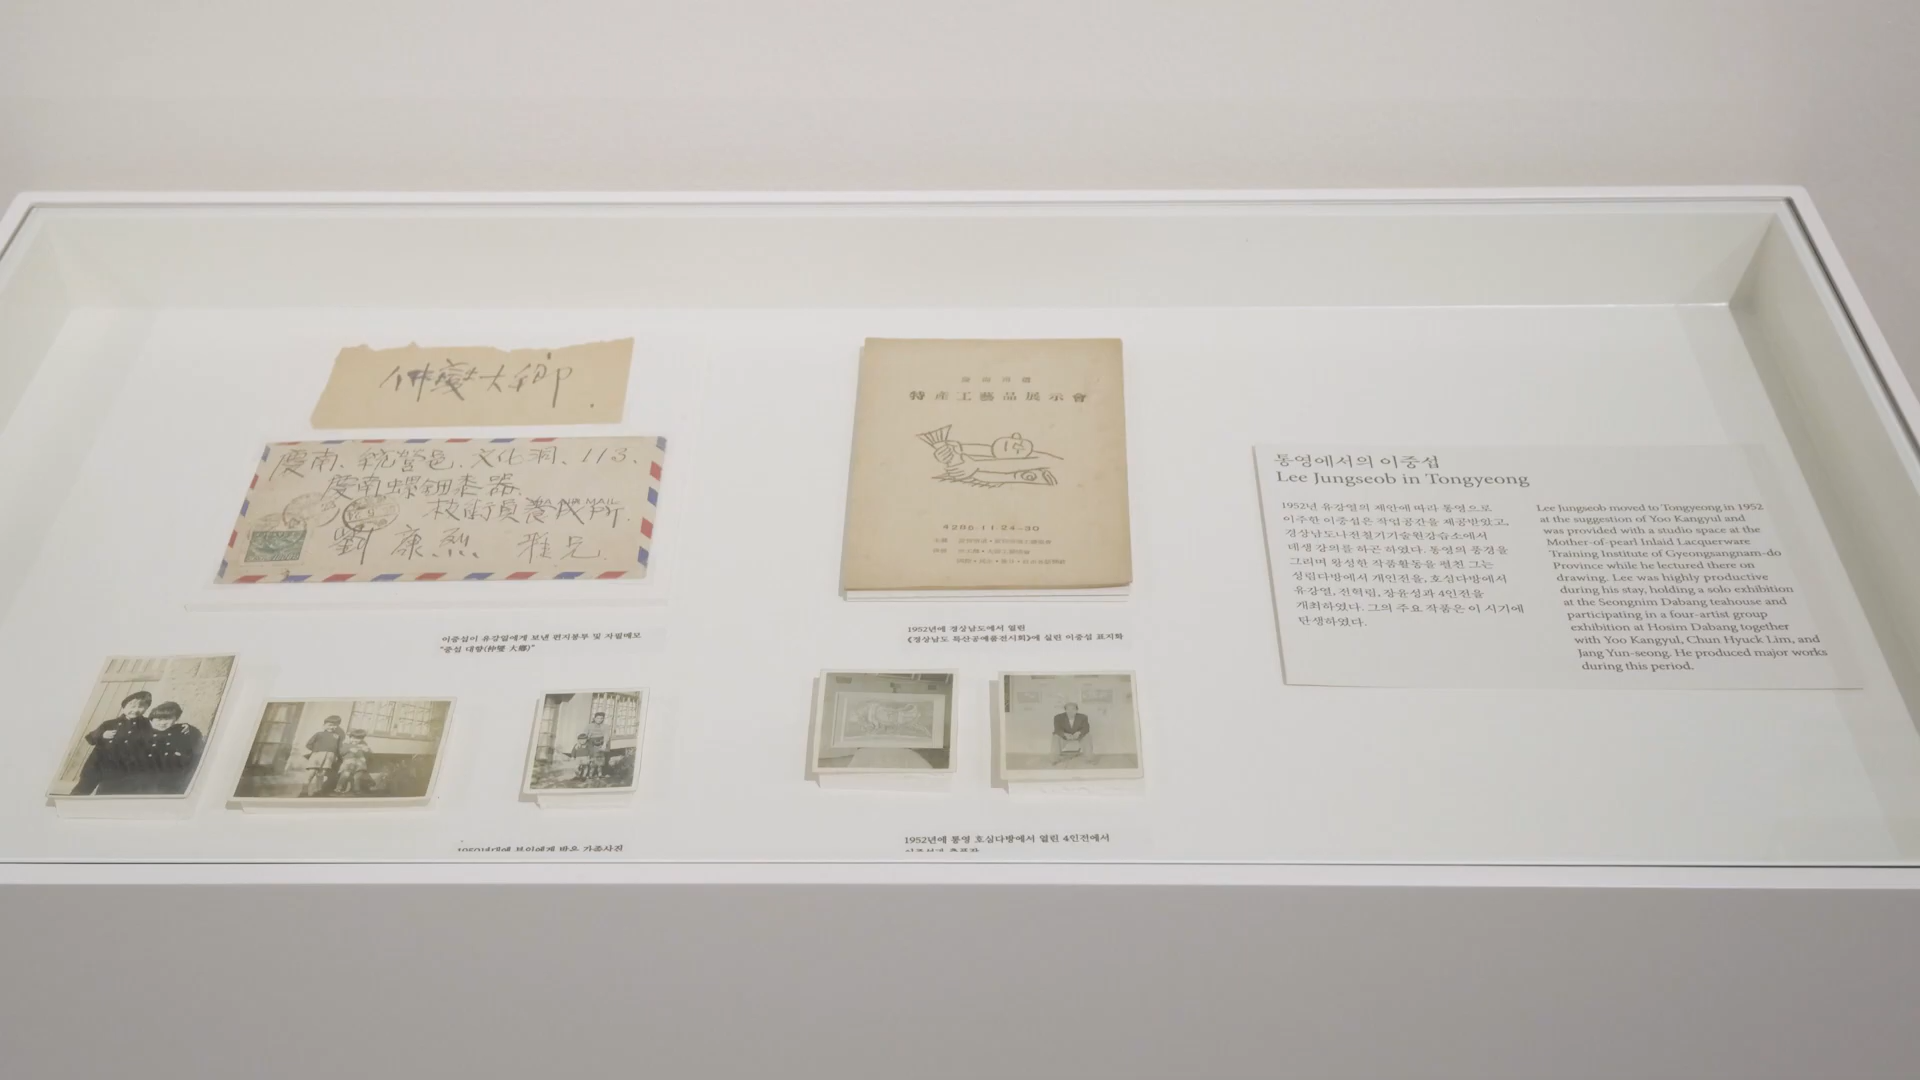 仲燮大鄕
慶南、統營邑、文化洞、113.
慶南螺鈿漆器
技術員養成所
AIR MAIL
劉 康烈 雅兄
이중섭이 유강열에게 보낸 편지봉투 및 자필메모
“중섭 대향(仲燮 大鄕)”
特產工藝品展示會
4286.11.24-30
1952년에 경상남도에서 열린
《경상남도 특산공예품전시회》에 실린 이중섭 표지화
1952년에 통영 호심다방에서 열린 4인전에서
통영에서의 이중섭
Lee Jungseob in Tongyeong
1952년 유강열의 제안에 따라 통영으로
이주한 이중섭은 작업공간을 제공받았고,
경상남도나전칠기기술원강습소에서
데생 강의를 하곤 하였다. 통영의 풍경을
그리며 왕성한 작품활동을 펼친 그는
성림다방에서 개인전을, 호심다방에서
유강열, 전혁림, 장윤성과 4인전을
개최하였다. 그의 주요 작품은 이 시기에
탄생하였다.
Lee Jungseob moved to Tongyeong in 1952
at the suggestion of Yoo Kangyul and
was provided with a studio space at the
Mother-of-pearl Inlaid Lacquerware
Training Institute of Gyeongsangnam-do
Province while he lectured there on
drawing. Lee was highly productive
during his stay, holding a solo exhibition
at the Seongnim Dabang teahouse and
participating in a four-artist group
exhibition at Hosim Dabang together
with Yoo Kangyul, Chun Hyuck Lim, and
Jang Yun-seong. He produced major works
during this period.